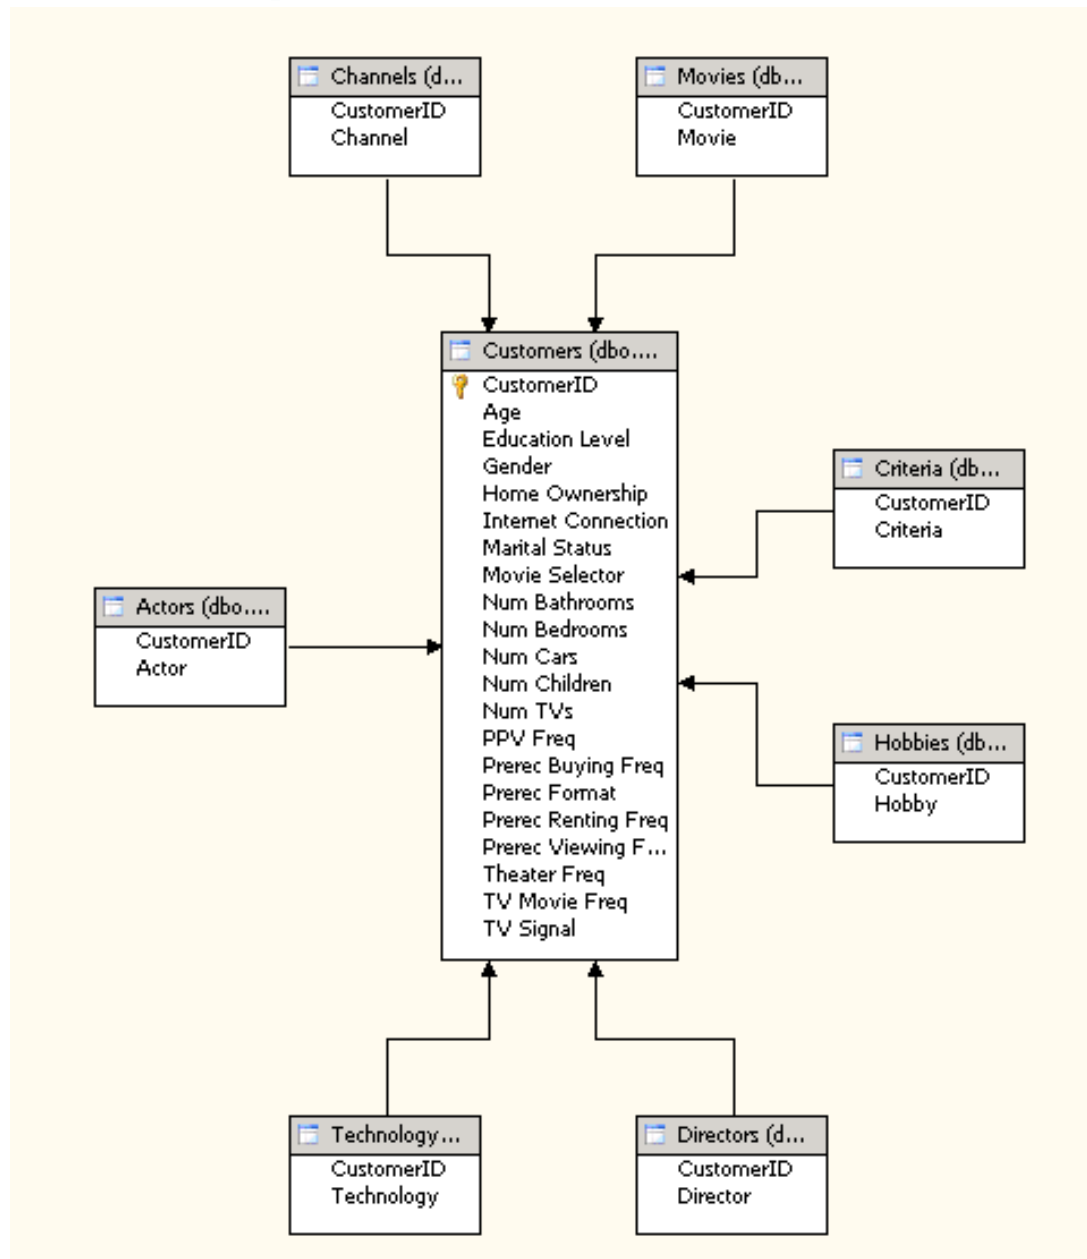 Channels (d...
CustomerID
Channel
Movies (db...
CustomerID
Movie
Customers (dbo....
CustomerID
Age
Education Level
Gender
Home Ownership
Internet Connection
Marital Status
Movie Selector
Num Bathrooms
Num Bedrooms
Num Cars
Num Children
Num TVs
PPV Freq
Prerec Buying Freq
Prerec Format
Prerec Renting Freq
Prerec Viewing F...
Theater Freq
TV Movie Freq
TV Signal
Criteria (db...
CustomerID
Criteria
Actors (dbo....
CustomerID
Actor
Hobbies (db...
CustomerID
Hobby
Technology...
CustomerID
Technology
Directors (d...
CustomerID
Director